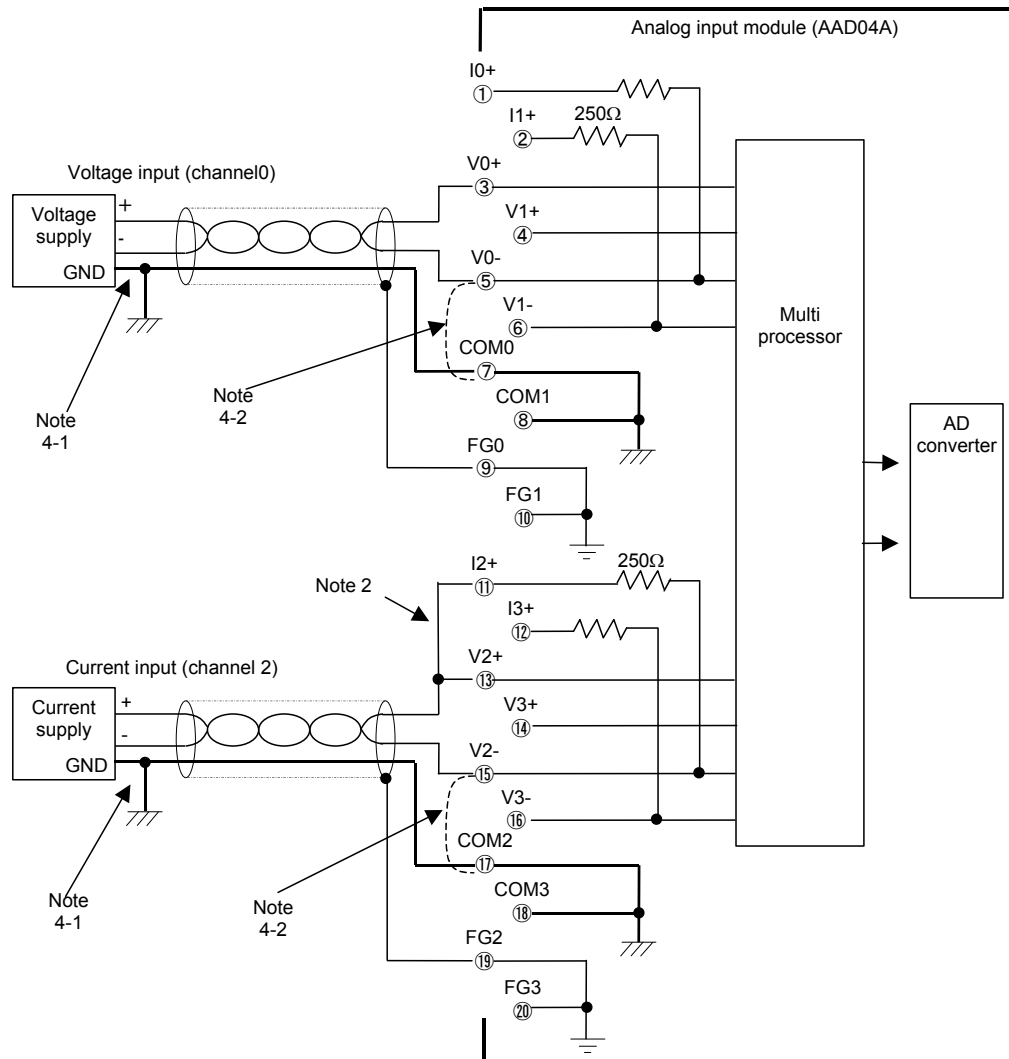 Analog input module (AAD04A)
I0+
①
I1+
②
250Ω
Voltage input (channel0)
V0+
③
Voltage
supply
+
-
GND
V1+
④
V0-
⑤
V1-
⑥
Multi
processor
COM0
⑦
Note
4-1
Note
4-2
COM1
⑧
AD
converter
FG0
⑨
FG1
⑩
I2+
⑪
250Ω
Note 2
I3+
⑫
Current input (channel 2)
V2+
⑬
Current
supply
+
-
GND
V3+
⑭
V2-
⑮
V3-
⑯
COM2
⑰
Note
4-1
Note
4-2
COM3
⑱
FG2
⑲
FG3
⑳